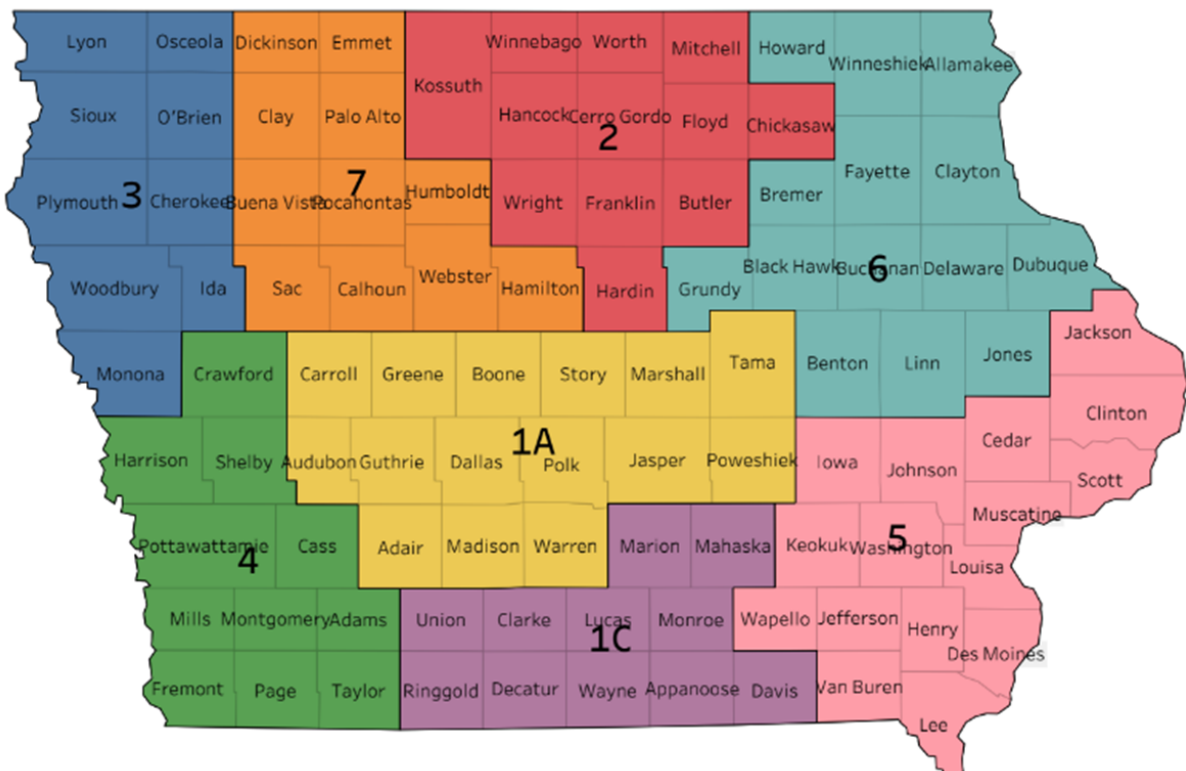 Lyon Osceola Dickinson Emmet Winnebago Worth Mitchell Howard Winneshiek Allamakee
Kossuth
Sioux O'Brien Clay Palo Alto Hancock Cerro Gordo Floyd Chickasaw
2
Fayette Clayton
Plymouth 3 Cherokee Buena Vista 7 Pocahontas Humboldt Wright Franklin Butler Bremer
Woodbury Ida Sac Calhoun Webster Hamilton Hardin Grundy Black Hawk Buchanan 6 Delaware Dubuque
Jackson
Monona Crawford Carroll Greene Boone Story Marshall Tama Benton Linn Jones
Clinton
Harrison Shelby Audubon Guthrie Dallas 1A Polk Jasper Poweshiek Iowa Johnson Cedar
Scott
Muscatine
Pottawattamie 4 Cass Adair Madison Warren Marion Mahaska Keokuk 5 Washington
Louisa
Mills Montgomery Adams Union Clarke Lucas Monroe Wapello Jefferson Henry
1C
Des Moines
Fremont Page Taylor Ringgold Decatur Wayne Appanoose Davis Van Buren
Lee